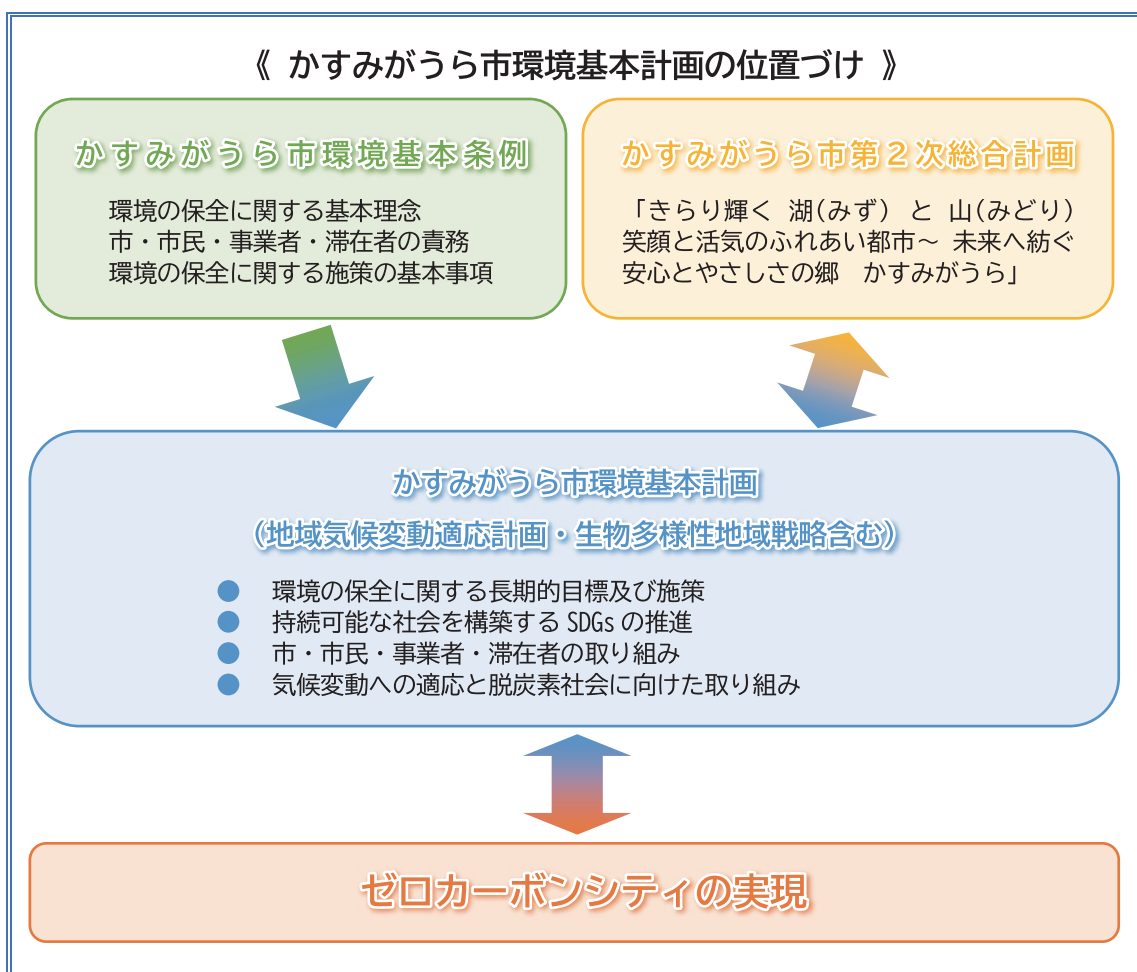 《 かすみがうら市環境基本計画の位置づけ 》
かすみがうら市環境基本条例
環境の保全に関する基本理念
市・市民・事業者・滞在者の責務
環境の保全に関する施策の基本事項
かすみがうら市第２次総合計画
「きらり輝く 湖(みず) と 山(みどり)
笑顔と活気のふれあい都市～ 未来へ紡ぐ
安心とやさしさの郷　かすみがうら」
かすみがうら市環境基本計画
（地域気候変動適応計画・生物多様性地域戦略含む）
● 環境の保全に関する長期的目標及び施策
● 持続可能な社会を構築する SDGs の推進
● 市・市民・事業者・滞在者の取り組み
● 気候変動への適応と脱炭素社会に向けた取り組み
ゼロカーボンシティの実現